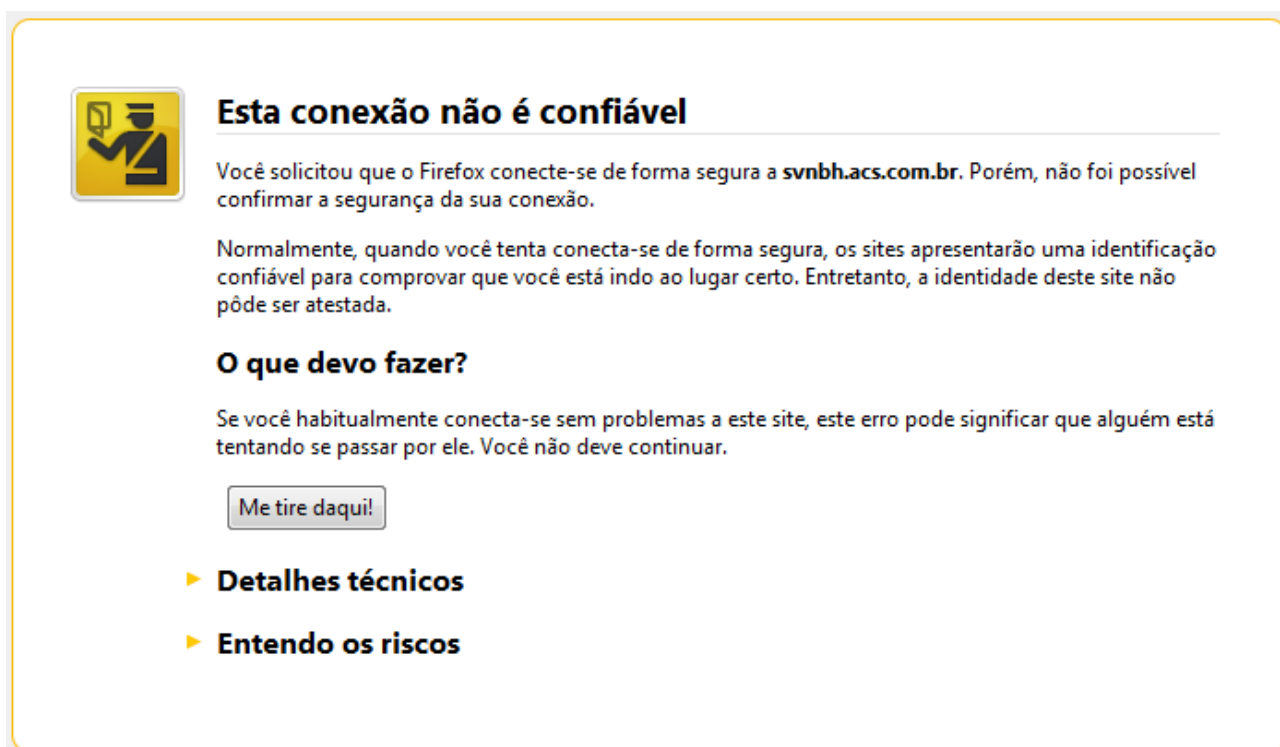 Esta conexão não é confiável
Você solicitou que o Firefox conecte-se de forma segura a svnbh.acs.com.br. Porém, não foi possível
confirmar a segurança da sua conexão.
Normalmente, quando você tenta conecta-se de forma segura, os sites apresentarão uma identificação
confiável para comprovar que você está indo ao lugar certo. Entretanto, a identidade deste site não
pôde ser atestada.
O que devo fazer?
Se você habitualmente conecta-se sem problemas a este site, este erro pode significar que alguém está
tentando se passar por ele. Você não deve continuar.
Me tire daqui!
Detalhes técnicos
Entendo os riscos